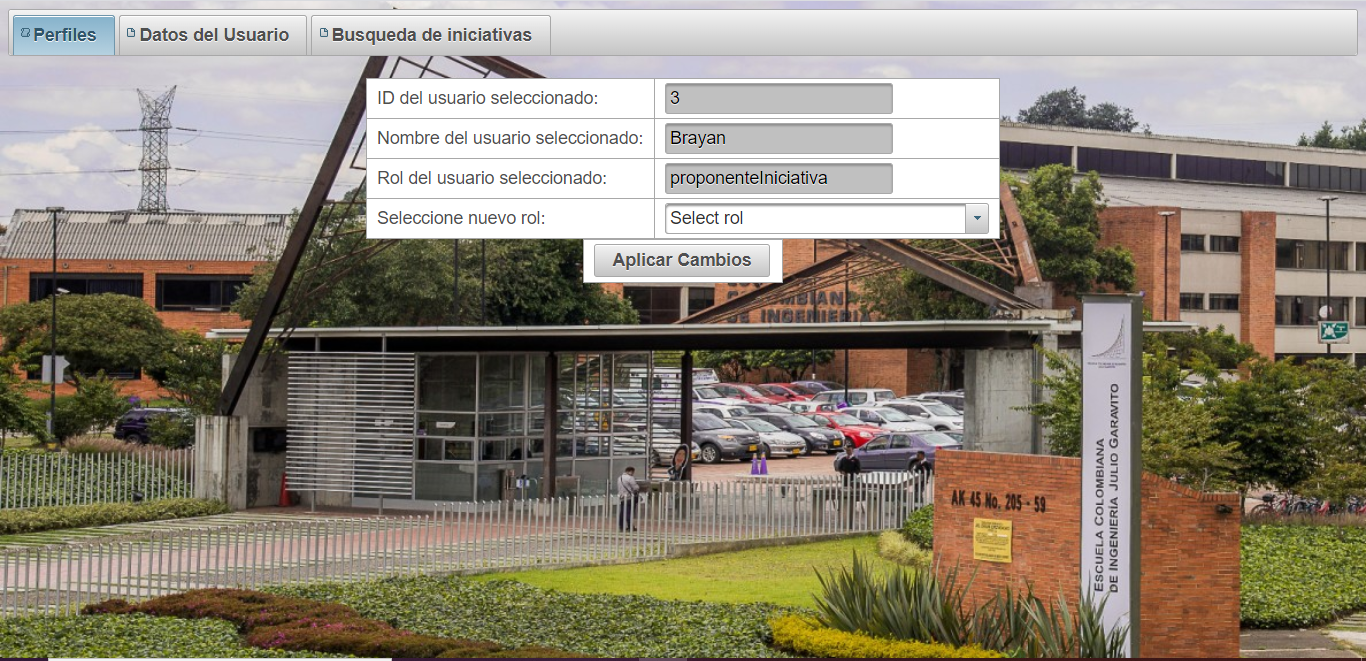 Perfiles
Datos del Usuario
Busqueda de iniciativas
ID del usuario seleccionado:
3
Nombre del usuario seleccionado:
Brayan
Rol del usuario seleccionado:
proponenteIniciativa
Seleccione nuevo rol:
Select rol
Aplicar Cambios
COLOMBIANA
DE INGENIERÍA
AK 45 No. 205 - 59
ESCUELA COLOMBIANA
DE INGENIERÍA JULIO GARAVITO